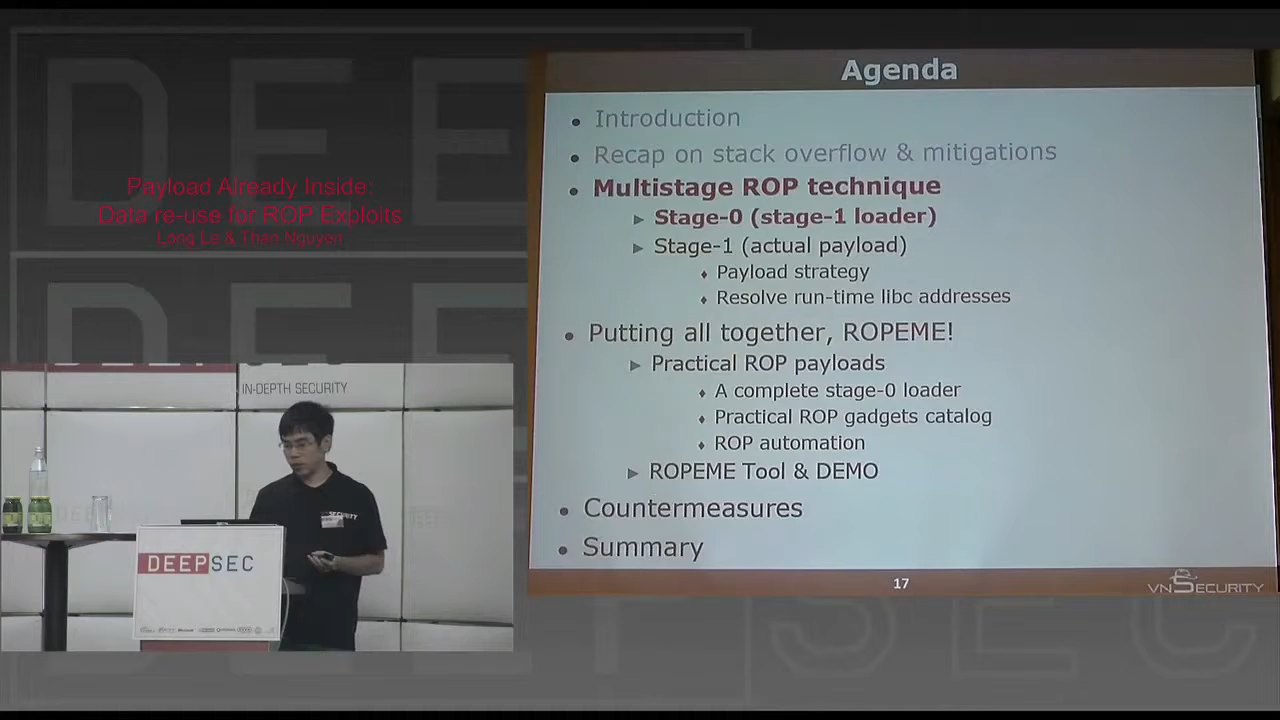 Payload Already Inside:
Data re-use for ROP Exploits
Long Le & Thanh Nguyen
IN-DEPTH SECURITY
SECURITY
DEEPSEC
Agenda
Introduction
Recap on stack overflow & mitigations
Multistage ROP technique
Stage-0 (stage-1 loader)
Stage-1 (actual payload)
Payload strategy
Resolve run-time libc addresses
Putting all together, ROPEME!
Practical ROP payloads
A complete stage-0 loader
Practical ROP gadgets catalog
ROP automation
ROPEME Tool & DEMO
Countermeasures
Summary
17
VNSECURITY